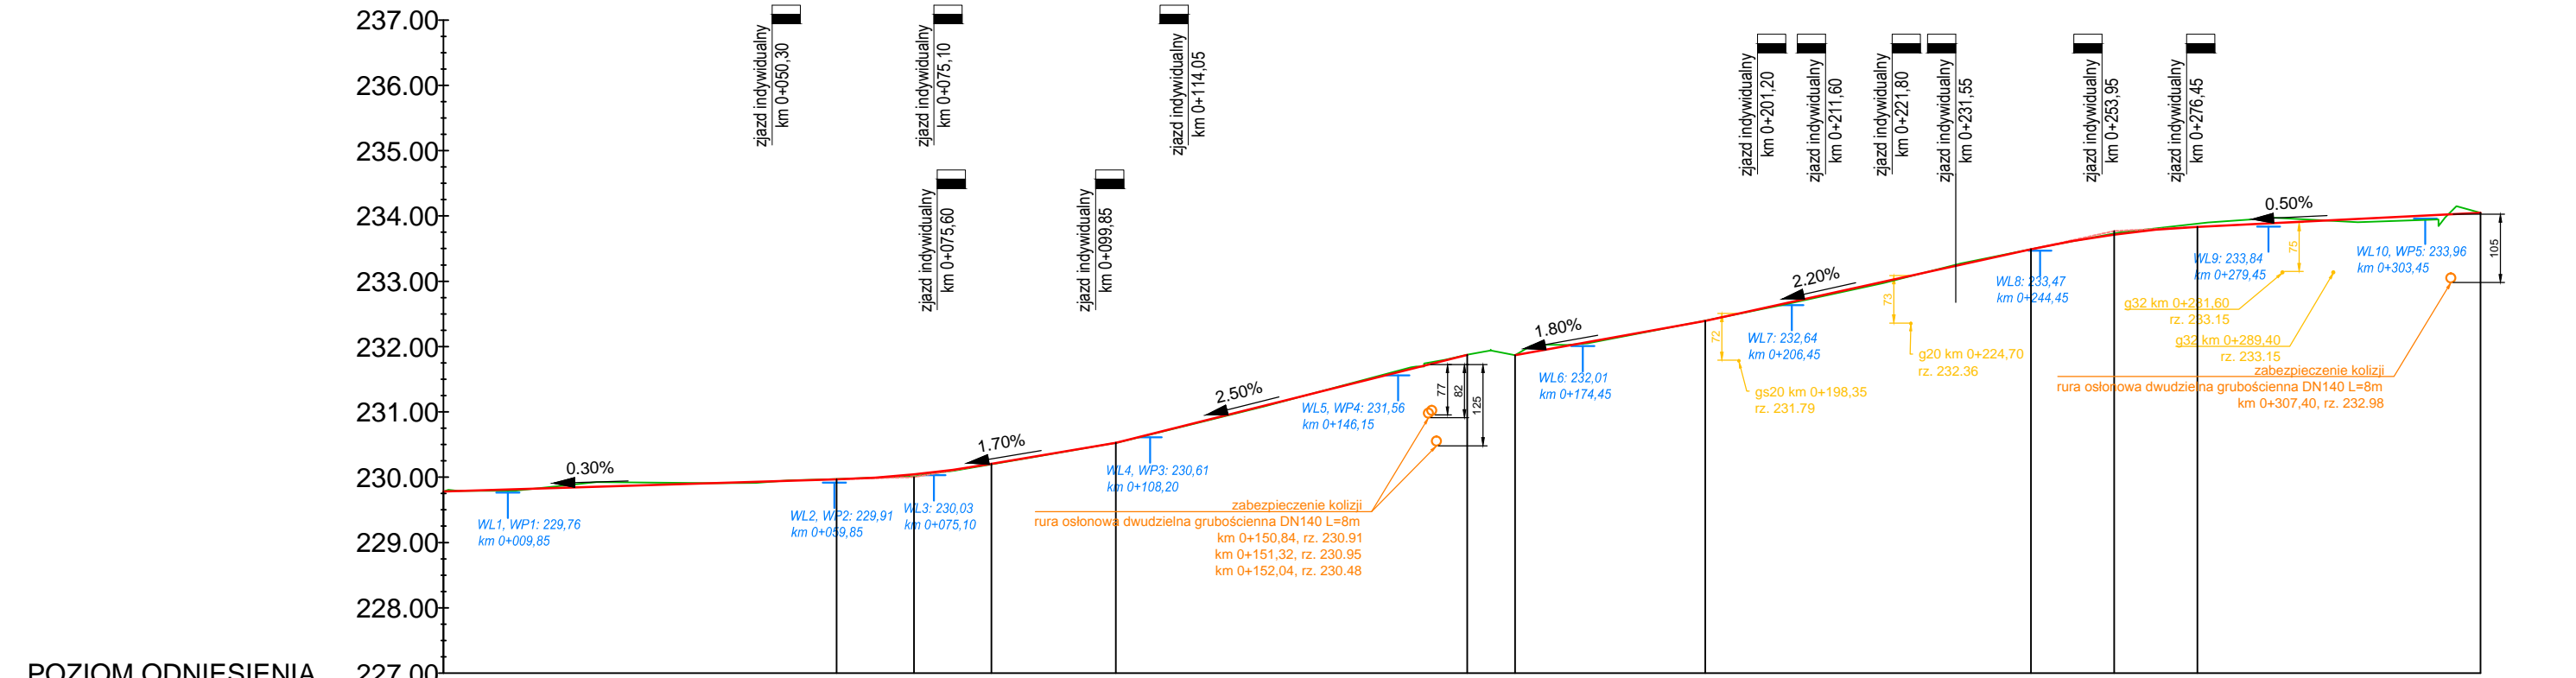 237.00
236.00
235.00
234.00
233.00
232.00
231.00
230.00
229.00
228.00
227.00
POZIOM ODNIESIENIA
zjazd indywidualny
km 0+050,30
zjazd indywidualny
km 0+075,10
zjazd indywidualny
km 0+114,05
zjazd indywidualny
km 0+201,20
zjazd indywidualny
km 0+211,60
zjazd indywidualny
km 0+221,80
zjazd indywidualny
km 0+231,55
zjazd indywidualny
km 0+253,95
zjazd indywidualny
km 0+276,45
zjazd indywidualny
km 0+075,60
zjazd indywidualny
km 0+099,85
0.30%
1.70%
2.50%
1.80%
2.20%
0.50%
WL1, WP1: 229,76
km 0+009,85
WL2, WP2: 229,91
km 0+059,85
WL3: 230,03
km 0+075,10
WL4, WP3: 230,61
km 0+108,20
WL5, WP4: 231,56
km 0+146,15
77
82
125
zabezpieczenie kolizji
rura osłonowa dwudzielna grubościenna DN140 L=8m
km 0+150,84, rz. 230.91
km 0+151,32, rz. 230.95
km 0+152,04, rz. 230.48
WL6: 232,01
km 0+174,45
72
gs20 km 0+198,35
rz. 231.79
WL7: 232,64
km 0+206,45
73
g20 km 0+224,70
rz. 232.36
WL8: 233,47
km 0+244,45
WL9: 233,84
km 0+279,45
75
g32 km 0+281,60
rz. 233.15
g32 km 0+289,40
rz. 233.15
WL10, WP5: 233,96
km 0+303,45
105
zabezpieczenie kolizji
rura osłonowa dwudzielna grubościenna DN140 L=8m
km 0+307,40, rz. 232.98